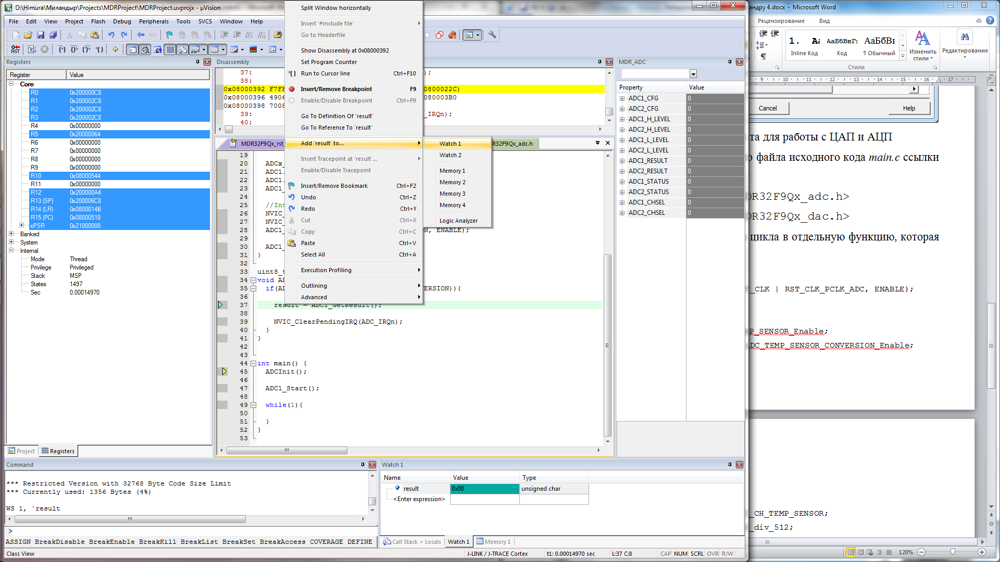 D:\Himura\Миландыр\Projects\MDRProject\MDRProject.uvprojx - µVision
File Edit View Project Flash Debug Peripherals Tools SVCS Window Help
Registers
Register Value
Core
R0 0x200000C8
R1 0x200002C8
R2 0x200002C8
R3 0x200002C8
R4 0x00000000
R5 0x20000064
R6 0x00000000
R7 0x00000000
R8 0x00000000
R9 0x00000000
R10 0x08000544
R11 0x00000000
R12 0x200000A4
R13 (SP) 0x200006C8
R14 (LR) 0x0800014B
R15 (PC) 0x08000518
xPSR 0x21000000
Banked
System
Internal
Mode Thread
Privilege Privileged
Stack MSP
States 1497
Sec 0.00014970
Project Registers
Disassembly
37: );
38:
0x08000392 F7FF 0800022C)
0x08000396 4906 080003B0
0x08000398 7008
39: _IRQn);
40:
MDR32F9Qx_rst R32F9Qx_adc.h
19
20 ADCx_
21 ADC1.
22 ADC1.
23 ADC1_
24
25 //Int
26 NVIC_
27 NVIC_
28 ADC1_ ON, ENABLE);
29
30 ADC1_
31 }
32
33 uint8_t
34 void AD
35 if(AD ERSION)){
36
37 result = ADC1_GetResult();
38
39 NVIC_ClearPendingIRQ(ADC_IRQn);
40 }
41 }
42
43
44 int main() {
45 ADCInit();
46
47 ADC1_Start();
48
49 while(1){
50
51 }
52 }
53
Split Window horizontally
Insert '#include file'
Go to Headerfile
Show Disassembly at 0x08000392
Set Program Counter
Run to Cursor line Ctrl+F10
Insert/Remove Breakpoint F9
Enable/Disable Breakpoint Ctrl+F9
Go To Definition Of 'result'
Go To Reference To 'result'
Add 'result' to...
Insert Tracepoint at 'result'...
Enable/Disable Tracepoint
Insert/Remove Bookmark Ctrl+F2
Undo Ctrl+Z
Redo Ctrl+Y
Cut Ctrl+X
Copy Ctrl+C
Paste Ctrl+V
Select All Ctrl+A
Execution Profiling
Outlining
Advanced
Watch 1
Watch 2
Memory 1
Memory 2
Memory 3
Memory 4
Logic Analyzer
MDR_ADC
Property Value
ADC1_CFG 0
ADC2_CFG 0
ADC1_H_LEVEL 0
ADC2_H_LEVEL 0
ADC1_L_LEVEL 0
ADC2_L_LEVEL 0
ADC1_RESULT 0
ADC2_RESULT 0
ADC1_STATUS 0
ADC2_STATUS 0
ADC1_CHSEL 0
ADC2_CHSEL 0
Command
*** Restricted Version with 32768 Byte Code Size Limit
*** Currently used: 1356 Bytes (4%)
WS 1, `result
>
ASSIGN BreakDisable BreakEnable BreakKill BreakList BreakSet BreakAccess COVERAGE DEFINE
Watch 1
Name Value Type
result 0x00 unsigned char
<Enter expression>
Call Stack + Locals Watch 1 Memory 1
Class View J-LINK / J-TRACE Cortex t1: 0.00014970 sec L:37 C:8 CAP NUM SCRL OVR R/W
андру 4.docx - Microsoft Word
Рецензирование Вид
1. Аа АаБбВвГг АаБбВв
Inline Код Код ¶ Обычный
Изменить стили
Редактирование
Стили
9 10 11 12 13 14 15 16 17
Cancel Help
та для работы с ЦАП и АЦП
о файла исходного кода main.c ссылки
DR32F9Qx_adc.h>
DR32F9Qx_dac.h>
цикла в отдельную функцию, которая
P_CLK | RST_CLK_PCLK_ADC, ENABLE);
P_SENSOR_Enable;
DC_TEMP_SENSOR_CONVERSION_Enable;
_CH_TEMP_SENSOR;
_div_512;
120%